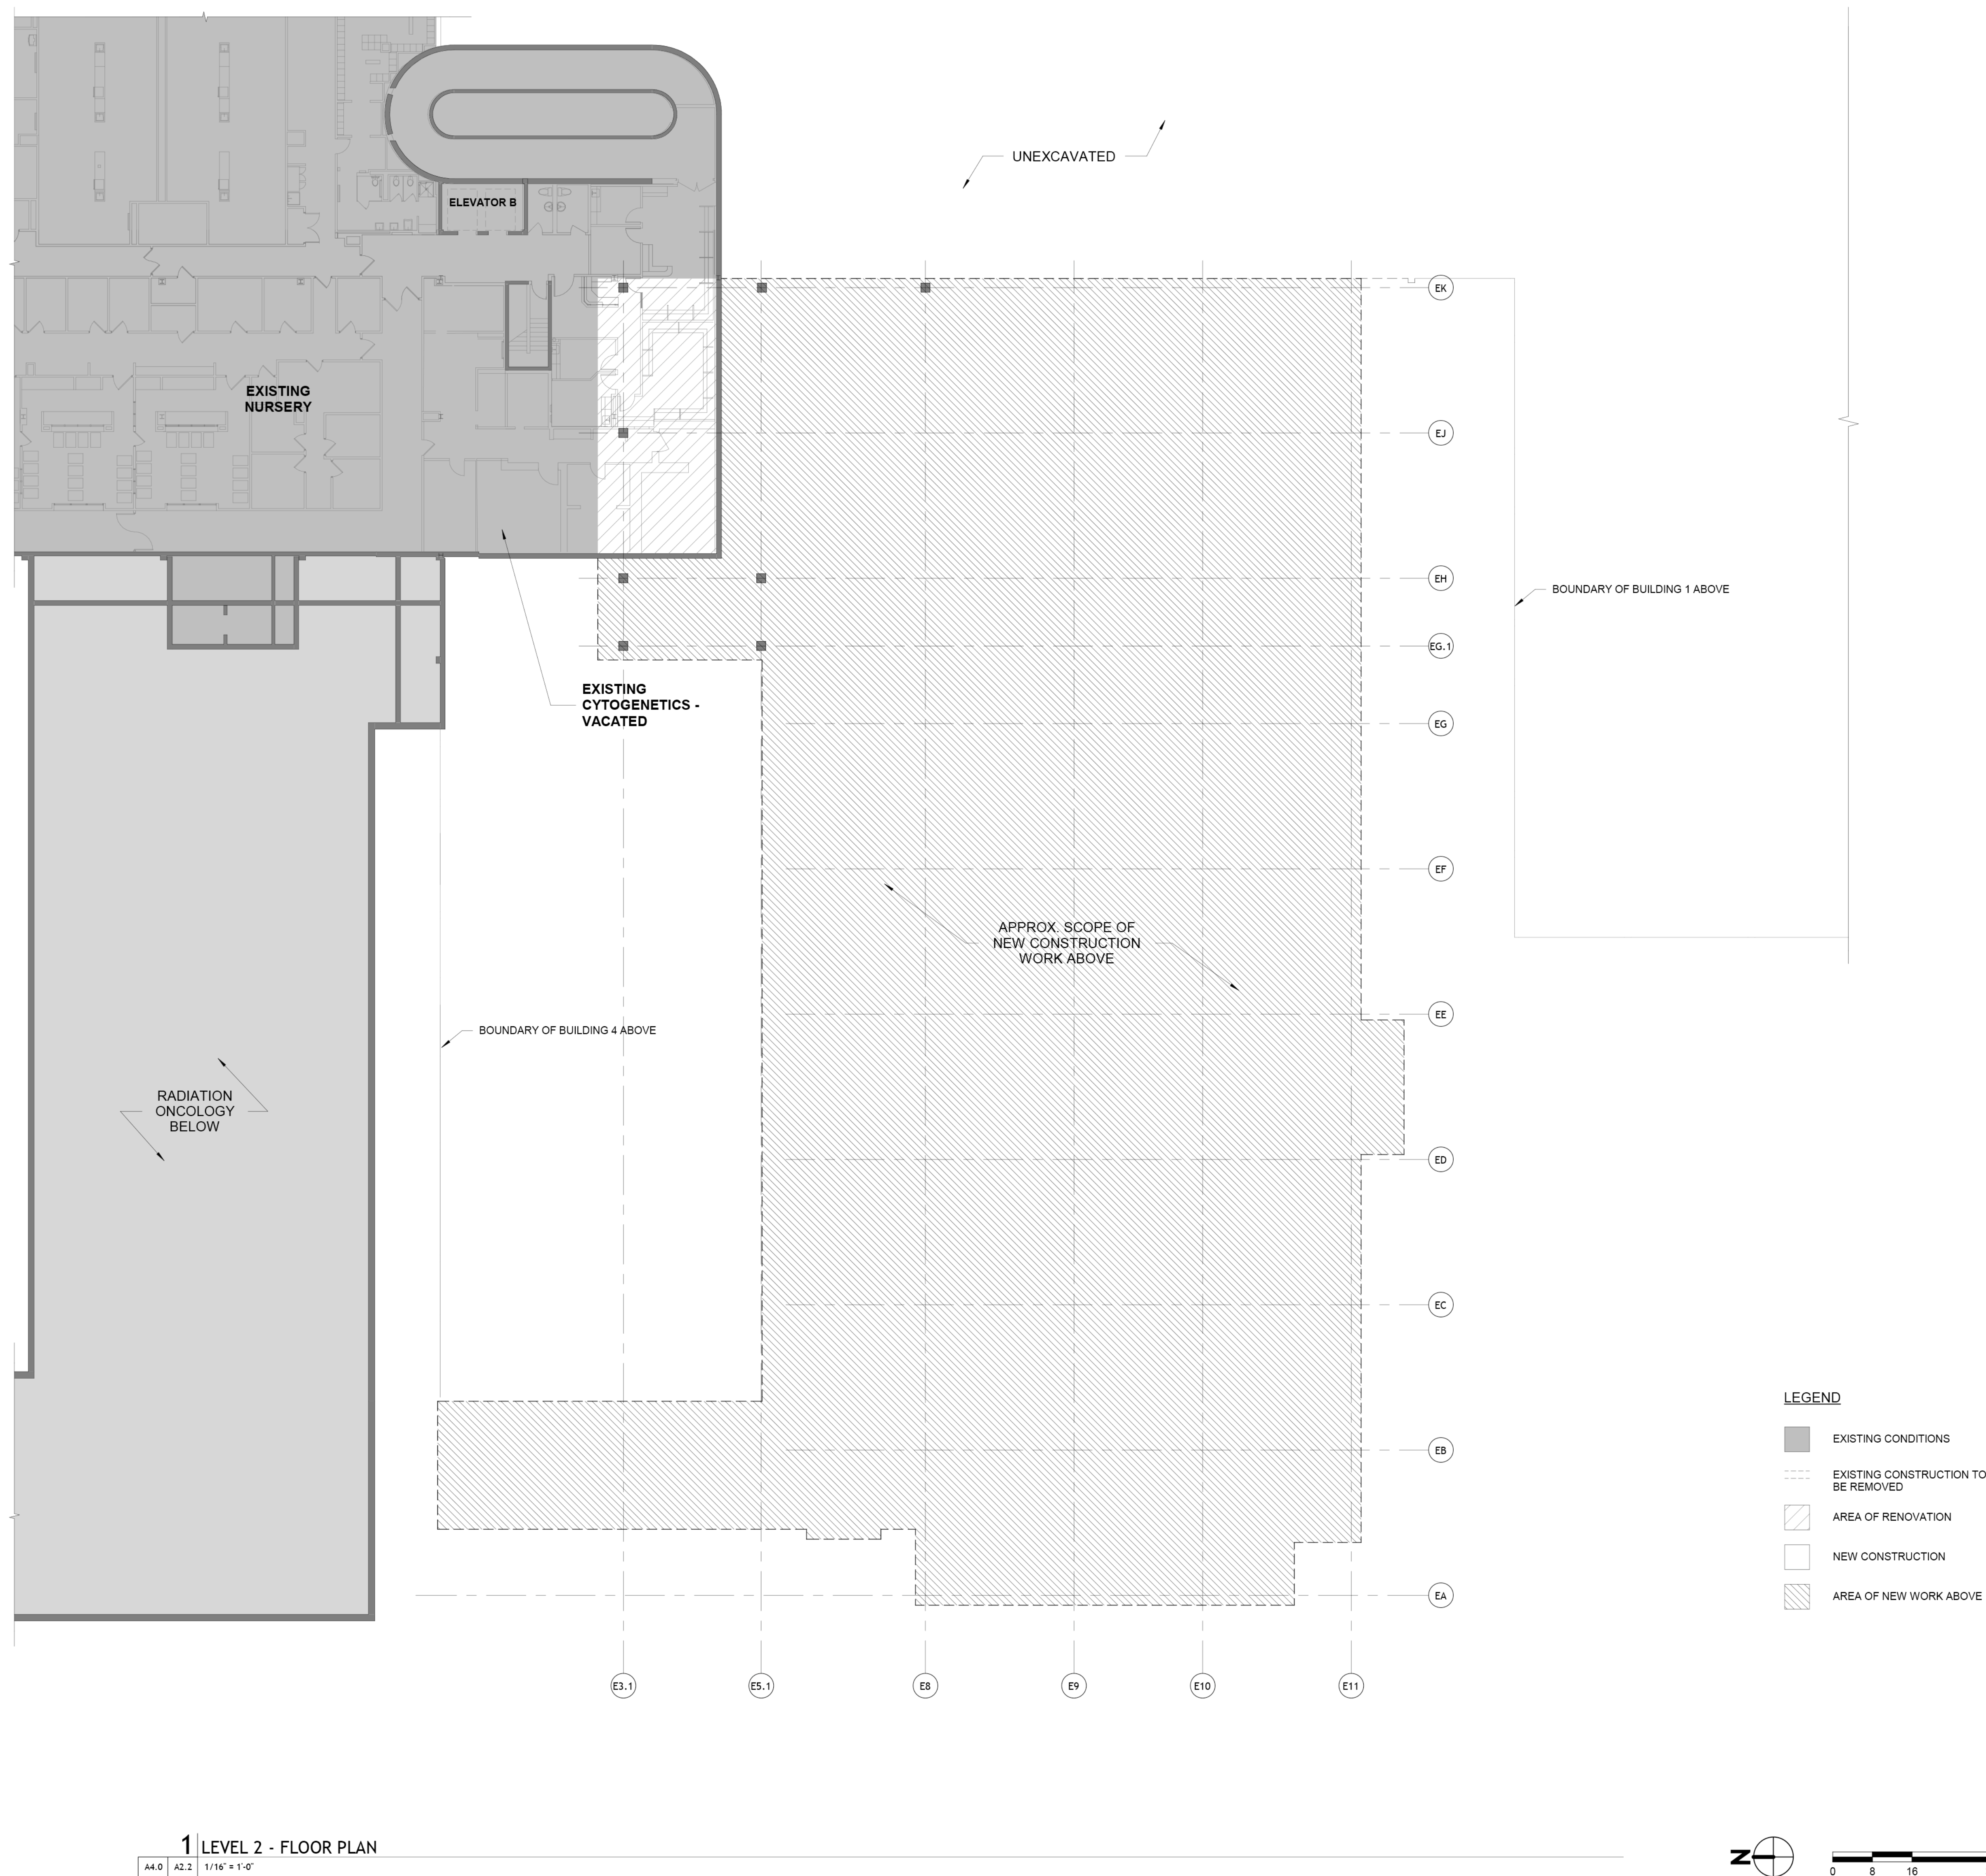 UNEXCAVATED
ELEVATOR B
EK
EXISTING
NURSERY
EJ
EH
BOUNDARY OF BUILDING 1 ABOVE
EG.1
EXISTING
CYTOGENETICS -
VACATED
EG
EF
APPROX. SCOPE OF
NEW CONSTRUCTION
WORK ABOVE
EE
BOUNDARY OF BUILDING 4 ABOVE
RADIATION
ONCOLOGY
BELOW
ED
EC
LEGEND
EXISTING CONDITIONS
EB
EXISTING CONSTRUCTION TO
BE REMOVED
AREA OF RENOVATION
NEW CONSTRUCTION
EA
AREA OF NEW WORK ABOVE
E3.1
E5.1
E8
E9
E10
E11
1 LEVEL 2 - FLOOR PLAN
A4.0 A2.2 1/16" = 1'-0"
N
0 8 16